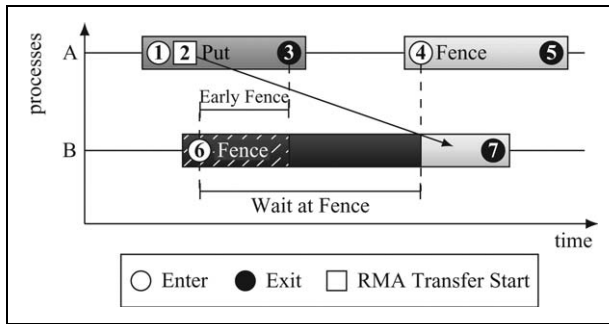 A 1 2 Put 3 4 Fence 5
processes
Early Fence
B 6 Fence 7
Wait at Fence
time
Enter Exit RMA Transfer Start